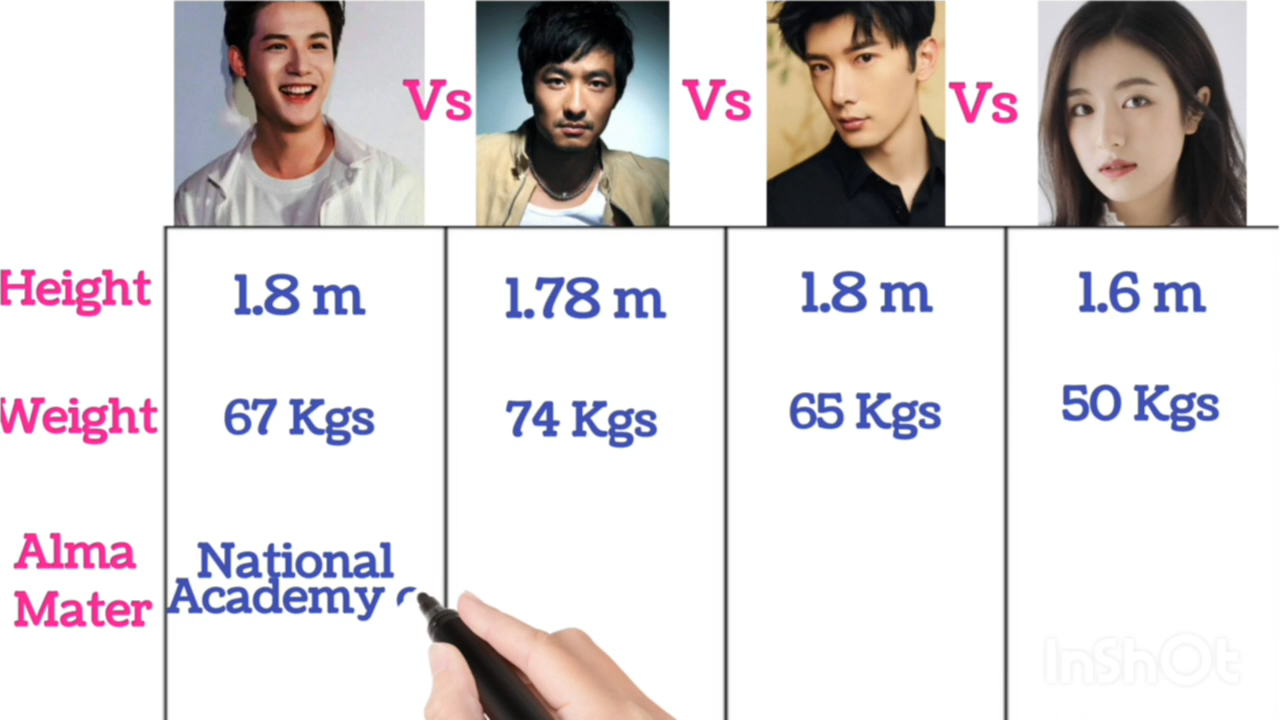 Vs Vs Vs
Height 1.8 m 1.78 m 1.8 m 1.6 m
Weight 67 Kgs 74 Kgs 65 Kgs 50 Kgs
Alma
Mater
National
Academy
InShOt